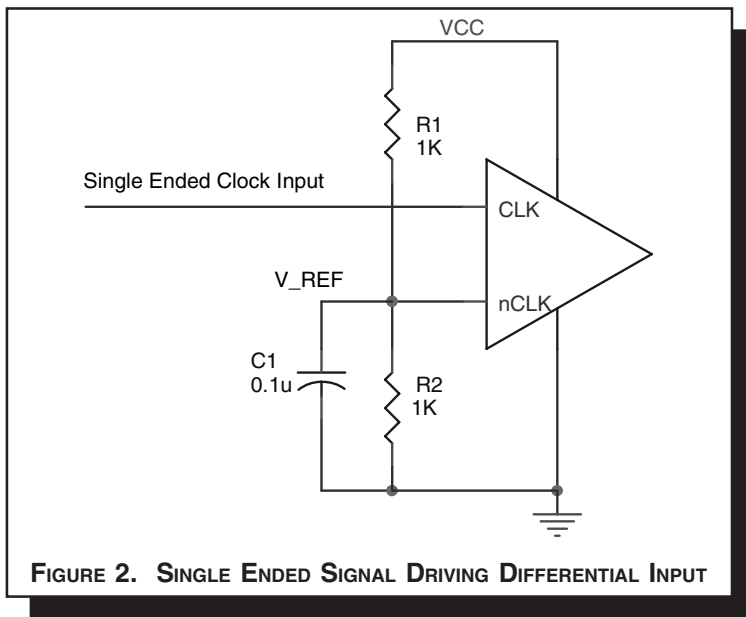 VCC
R1
1K
Single Ended Clock Input
CLK
V_REF
nCLK
C1
0.1u
R2
1K
FIGURE 2. SINGLE ENDED SIGNAL DRIVING DIFFERENTIAL INPUT